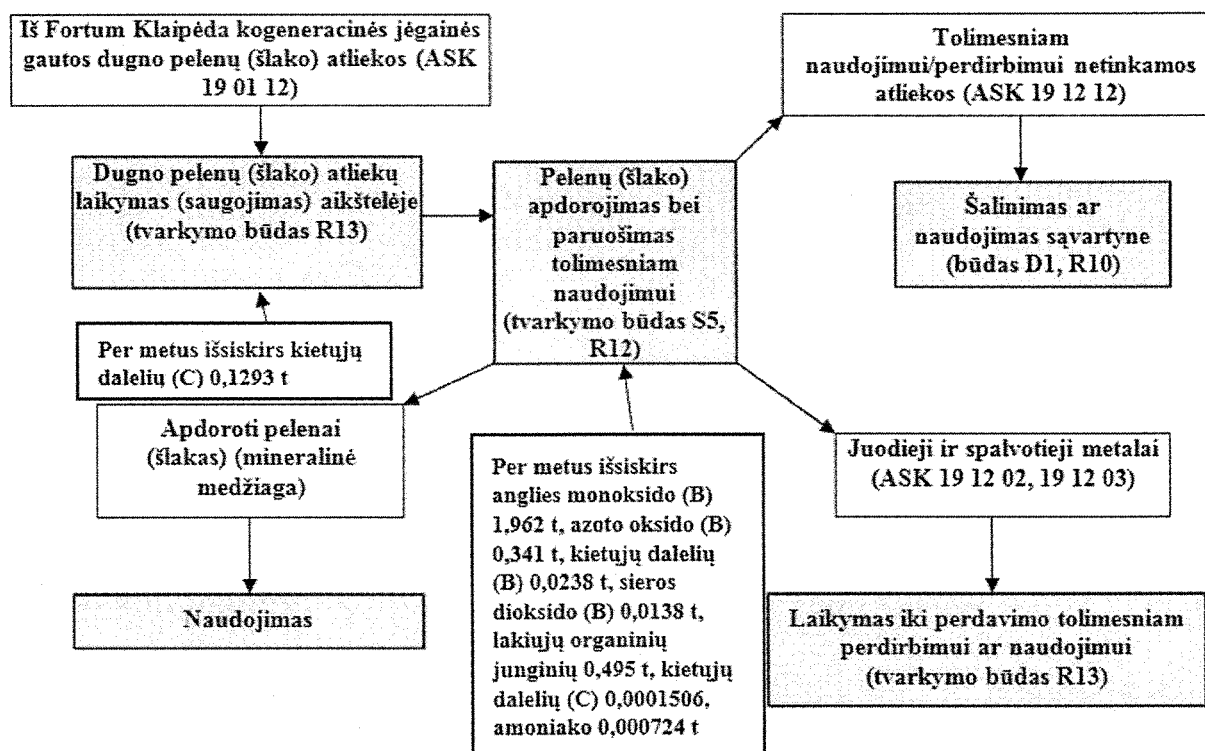 Iš Fortum Klaipėda kogeneracinės jėgainės
gautos dugno pelenų (šlako) atliekos (ASK
19 01 12)
Tolimesniam
naudojimui/perdirbimui netinkamos
atliekos (ASK 19 12 12)
Dugno pelenų (šlako) atliekų
laikymas (saugojimas) aikštelėje
(tvarkymo būdas R13)
Pelenų (šlako)
apdorojimas bei
paruošimas
tolimesniam
naudojimui
(tvarkymo būdas S5,
R12)
Šalinimas ar
naudojimas sąvartyne
(būdas D1, R10)
Per metus išsiskirs kietųjų
dalelių (C) 0,1293 t
Apdoroti pelenai
(šlakas) (mineralinė
medžiaga)
Per metus išsiskirs
anglies monoksido (B)
1,962 t, azoto oksido (B)
0,341 t, kietųjų dalelių
(B) 0,0238 t, sieros
dioksido (B) 0,0138 t,
lakiųjų organinių
junginių 0,495 t, kietųjų
dalelių (C) 0,0001506,
amoniako 0,000724 t
Juodieji ir spalvotieji metalai
(ASK 19 12 02, 19 12 03)
Naudojimas
Laikymas iki perdavimo tolimesniam
perdirbimui ar naudojimui
(tvarkymo būdas R13)